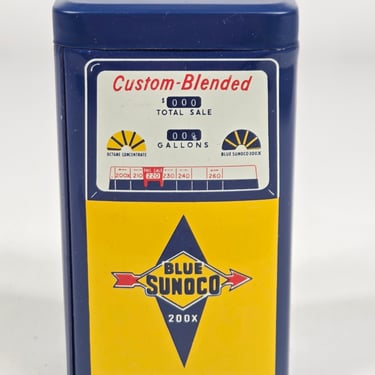 Custom-Blended
$ 000
TOTAL SALE
000
GALLONS
OCTANE CONCENTRATE
BLUE SUNOCO 200X
200X 210 220 230 240 260
BLUE
SUNOCO
200X